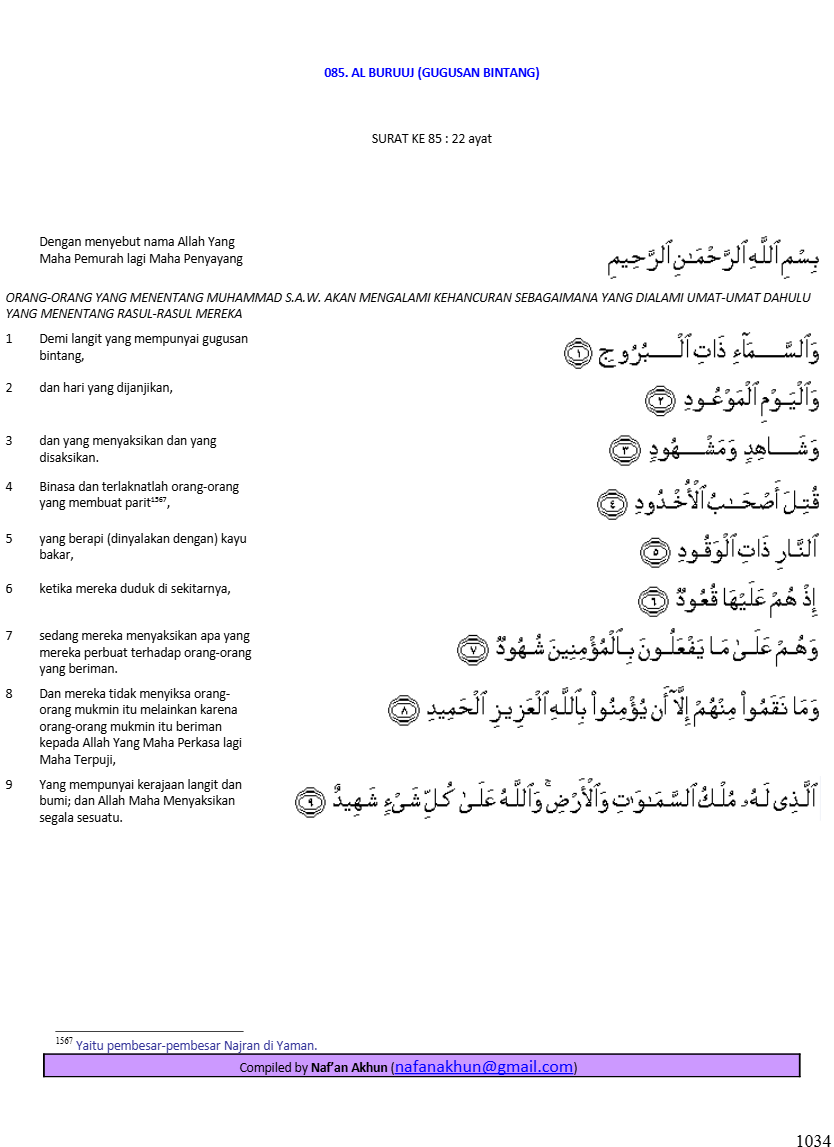 085. AL BURUUJ (GUGUSAN BINTANG)
SURAT KE 85 : 22 ayat
Dengan menyebut nama Allah Yang
Maha Pemurah lagi Maha Penyayang
بِسْمِ ٱللَّهِ ٱلرَّحْمَـٰنِ ٱلرَّحِيمِ
ORANG-ORANG YANG MENENTANG MUHAMMAD S.A.W. AKAN MENGALAMI KEHANCURAN SEBAGAIMANA YANG DIALAMI UMAT-UMAT DAHULU
YANG MENENTANG RASUL-RASUL MEREKA
1 Demi langit yang mempunyai gugusan
bintang,
وَٱلسَّمَآءِ ذَاتِ ٱلْبُرُوجِ ١
2 dan hari yang dijanjikan,
وَٱلْيَوْمِ ٱلْمَوْعُودِ ٢
3 dan yang menyaksikan dan yang
disaksikan.
وَشَاهِدٍ وَمَشْهُودٍ ٣
4 Binasa dan terlaknatlah orang-orang
yang membuat parit1567,
قُتِلَ أَصْحَـٰبُ ٱلْأُخْدُودِ ٤
5 yang berapi (dinyalakan dengan) kayu
bakar,
ٱلنَّارِ ذَاتِ ٱلْوَقُودِ ٥
6 ketika mereka duduk di sekitarnya,
إِذْ هُمْ عَلَيْهَا قُعُودٌ ٦
7 sedang mereka menyaksikan apa yang
mereka perbuat terhadap orang-orang
yang beriman.
وَهُمْ عَلَىٰ مَا يَفْعَلُونَ بِٱلْمُؤْمِنِينَ شُهُودٌ ٧
8 Dan mereka tidak menyiksa orang-
orang mukmin itu melainkan karena
orang-orang mukmin itu beriman
kepada Allah Yang Maha Perkasa lagi
Maha Terpuji,
وَمَا نَقَمُوا۟ مِنْهُمْ إِلَّآ أَن يُؤْمِنُوا۟ بِٱللَّهِ ٱلْعَزِيزِ ٱلْحَمِيدِ ٨
9 Yang mempunyai kerajaan langit dan
bumi; dan Allah Maha Menyaksikan
segala sesuatu.
ٱلَّذِى لَهُۥ مُلْكُ ٱلسَّمَـٰوَٰتِ وَٱلْأَرْضِ ۚ وَٱللَّهُ عَلَىٰ كُلِّ شَىْءٍ شَهِيدٌ ٩
1567 Yaitu pembesar-pembesar Najran di Yaman.
Compiled by Naf’an Akhun (nafanakhun@gmail.com)
1034